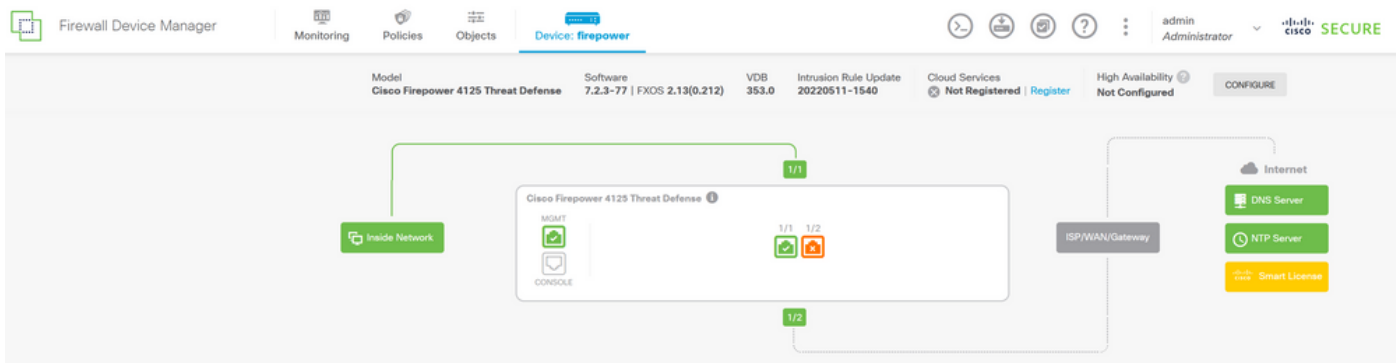 Firewall Device Manager
Monitoring
Policies
Objects
Device: firepower
admin
Administrator
CISCO SECURE
Model
Cisco Firepower 4125 Threat Defense
Software
7.2.3-77 | FXOS 2.13(0.212)
VDB
353.0
Intrusion Rule Update
20220511-1540
Cloud Services
Not Registered | Register
High Availability
Not Configured
CONFIGURE
1/1
Internet
Cisco Firepower 4125 Threat Defense
DNS Server
MGMT
1/1 1/2
Inside Network
ISP/WAN/Gateway
NTP Server
CONSOLE
Smart License
1/2